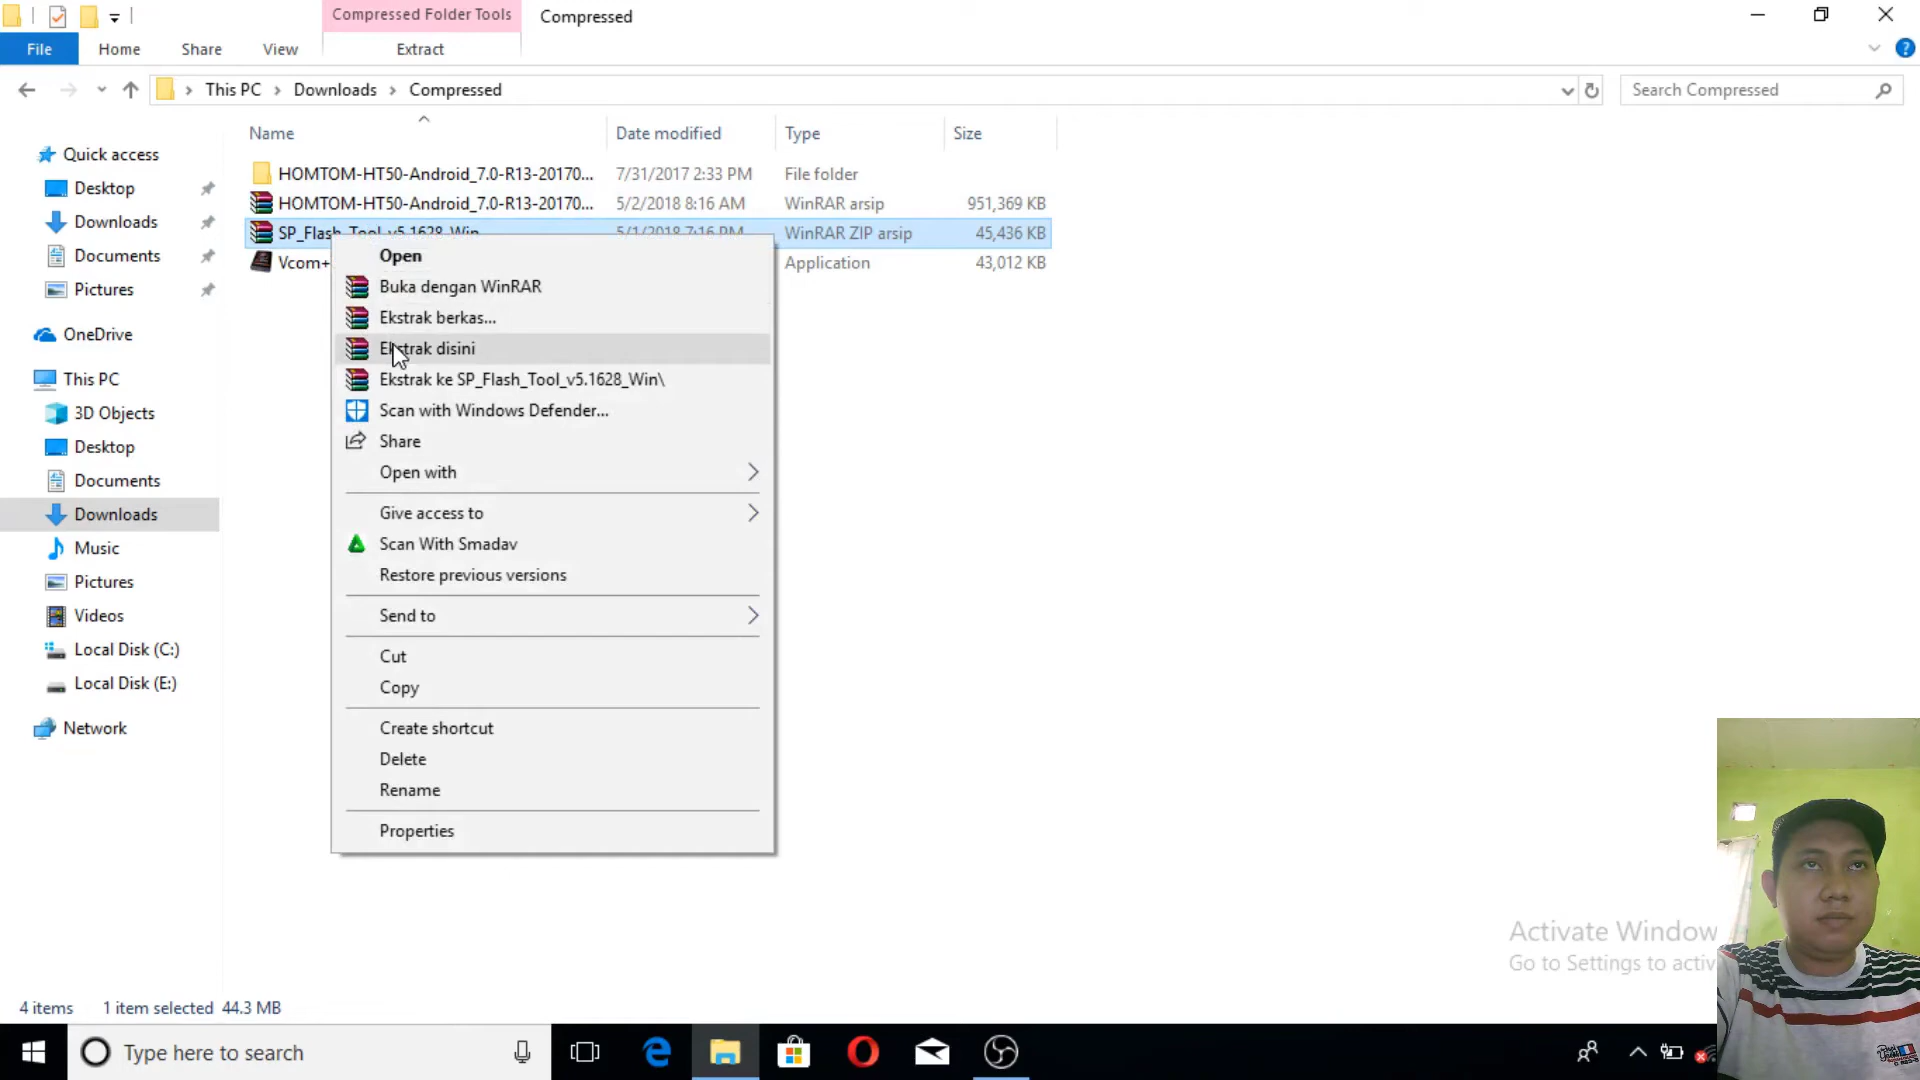 Compressed Folder Tools
Compressed
File
Home
Share
View
Extract
This PC
Downloads
Compressed
Search Compressed
Name
Date modified
Type
Size
HOMTOM-HT50-Android_7.0-R13-20170...
7/31/2017 2:33 PM
File folder
HOMTOM-HT50-Android_7.0-R13-20170...
5/2/2018 8:16 AM
WinRAR arsip
951,369 KB
SP_Flash_Tool_v5.1628_Win
5/1/2018 7:16 PM
WinRAR ZIP arsip
45,436 KB
Vcom+
Application
43,012 KB
Quick access
Desktop
Downloads
Documents
Pictures
OneDrive
This PC
3D Objects
Desktop
Documents
Downloads
Music
Pictures
Videos
Local Disk (C:)
Local Disk (E:)
Network
Open
Buka dengan WinRAR
Ekstrak berkas...
Ekstrak disini
Ekstrak ke SP_Flash_Tool_v5.1628_Win\
Scan with Windows Defender...
Share
Open with
Give access to
Scan With Smadav
Restore previous versions
Send to
Cut
Copy
Create shortcut
Delete
Rename
Properties
Activate Window
Go to Settings to activ
4 items
1 item selected 44.3 MB
Type here to search